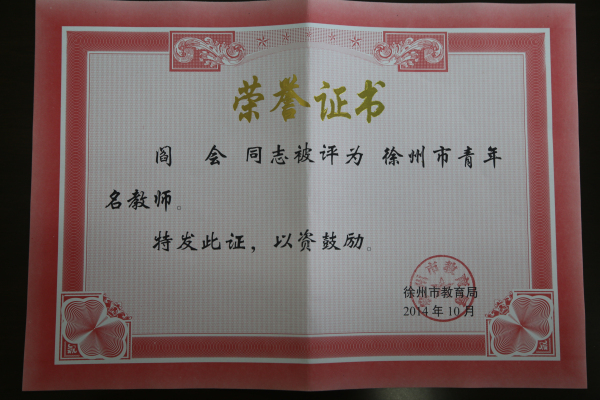 荣誉证书
阎 会 同志被评为 徐州市青年
名教师。
特发此证，以资鼓励。
徐州市教育局
2014年10月